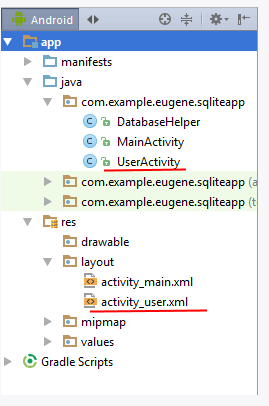 Android
app
manifests
java
com.example.eugene.sqliteapp
DatabaseHelper
MainActivity
UserActivity
com.example.eugene.sqliteapp (a
com.example.eugene.sqliteapp (t
res
drawable
layout
activity_main.xml
activity_user.xml
mipmap
values
Gradle Scripts